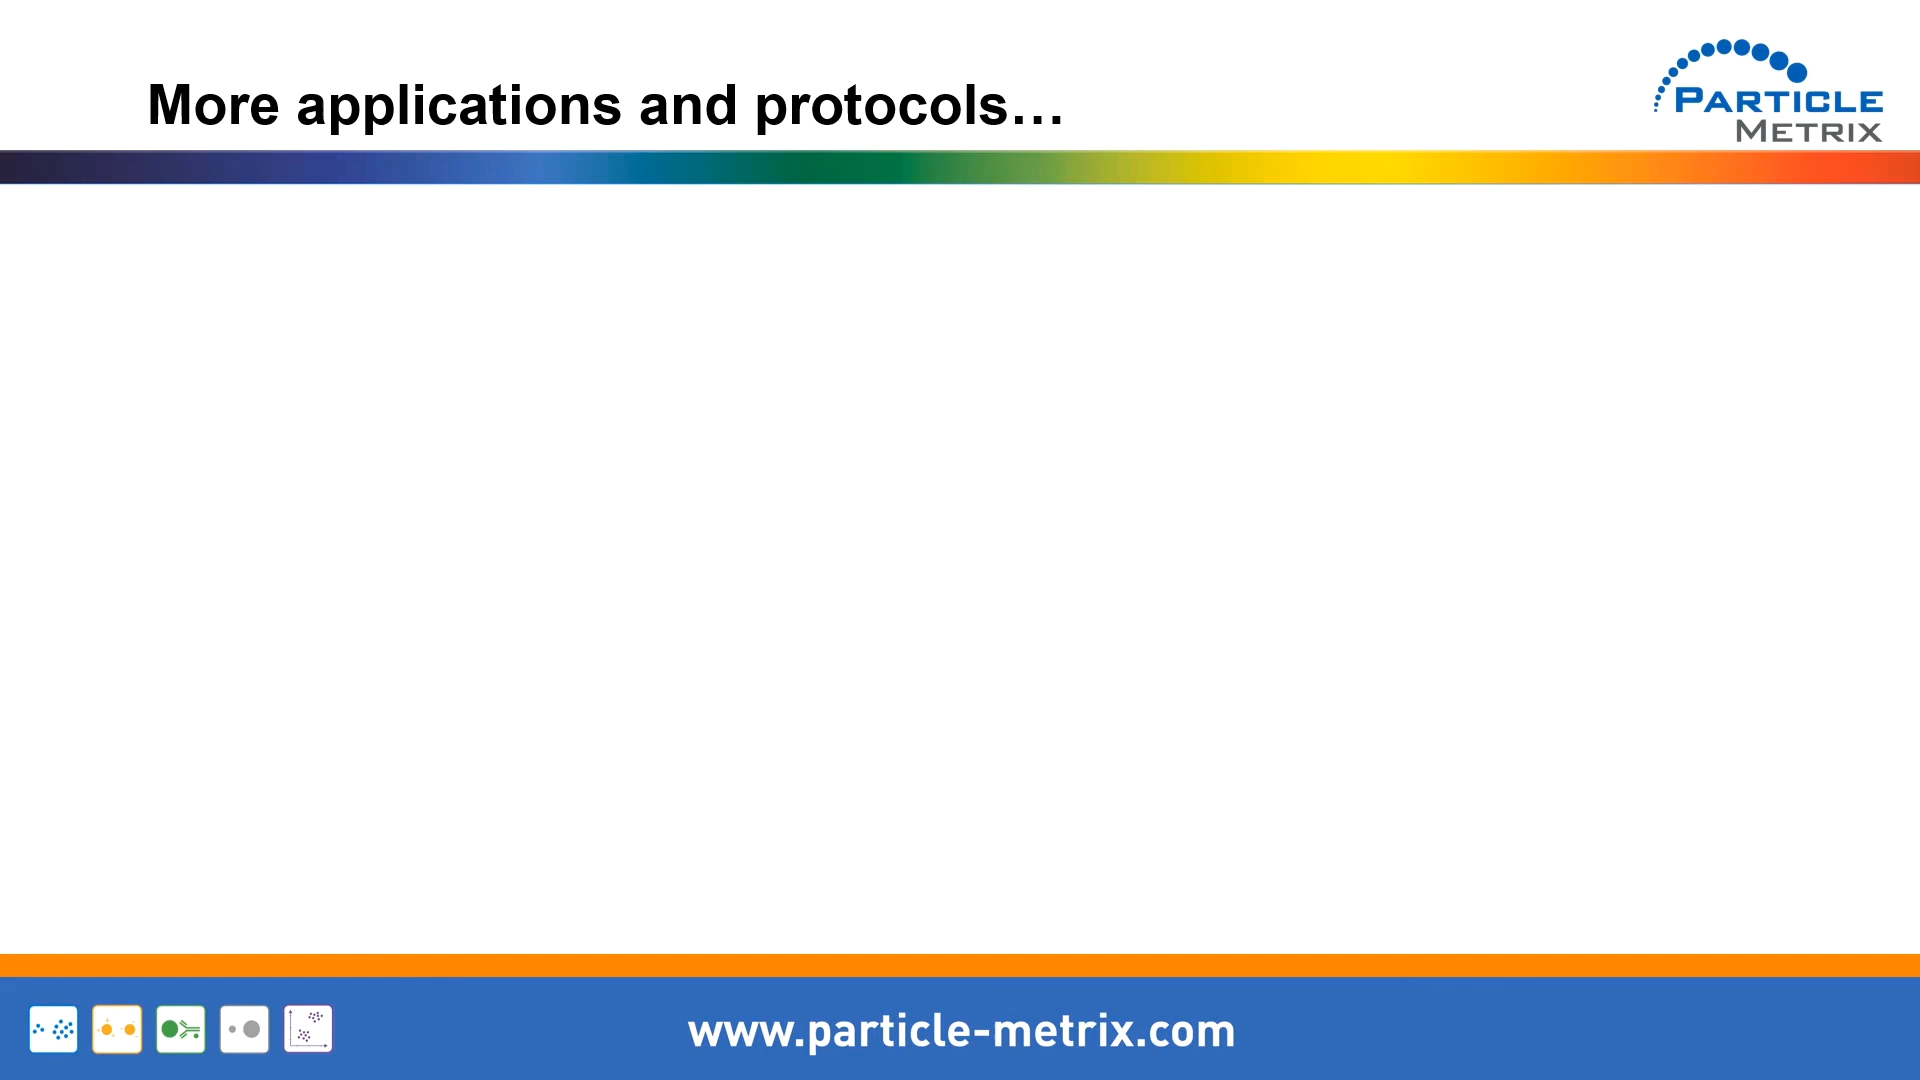 More applications and protocols…
PARTICLE
METRIX
www.particle-metrix.com